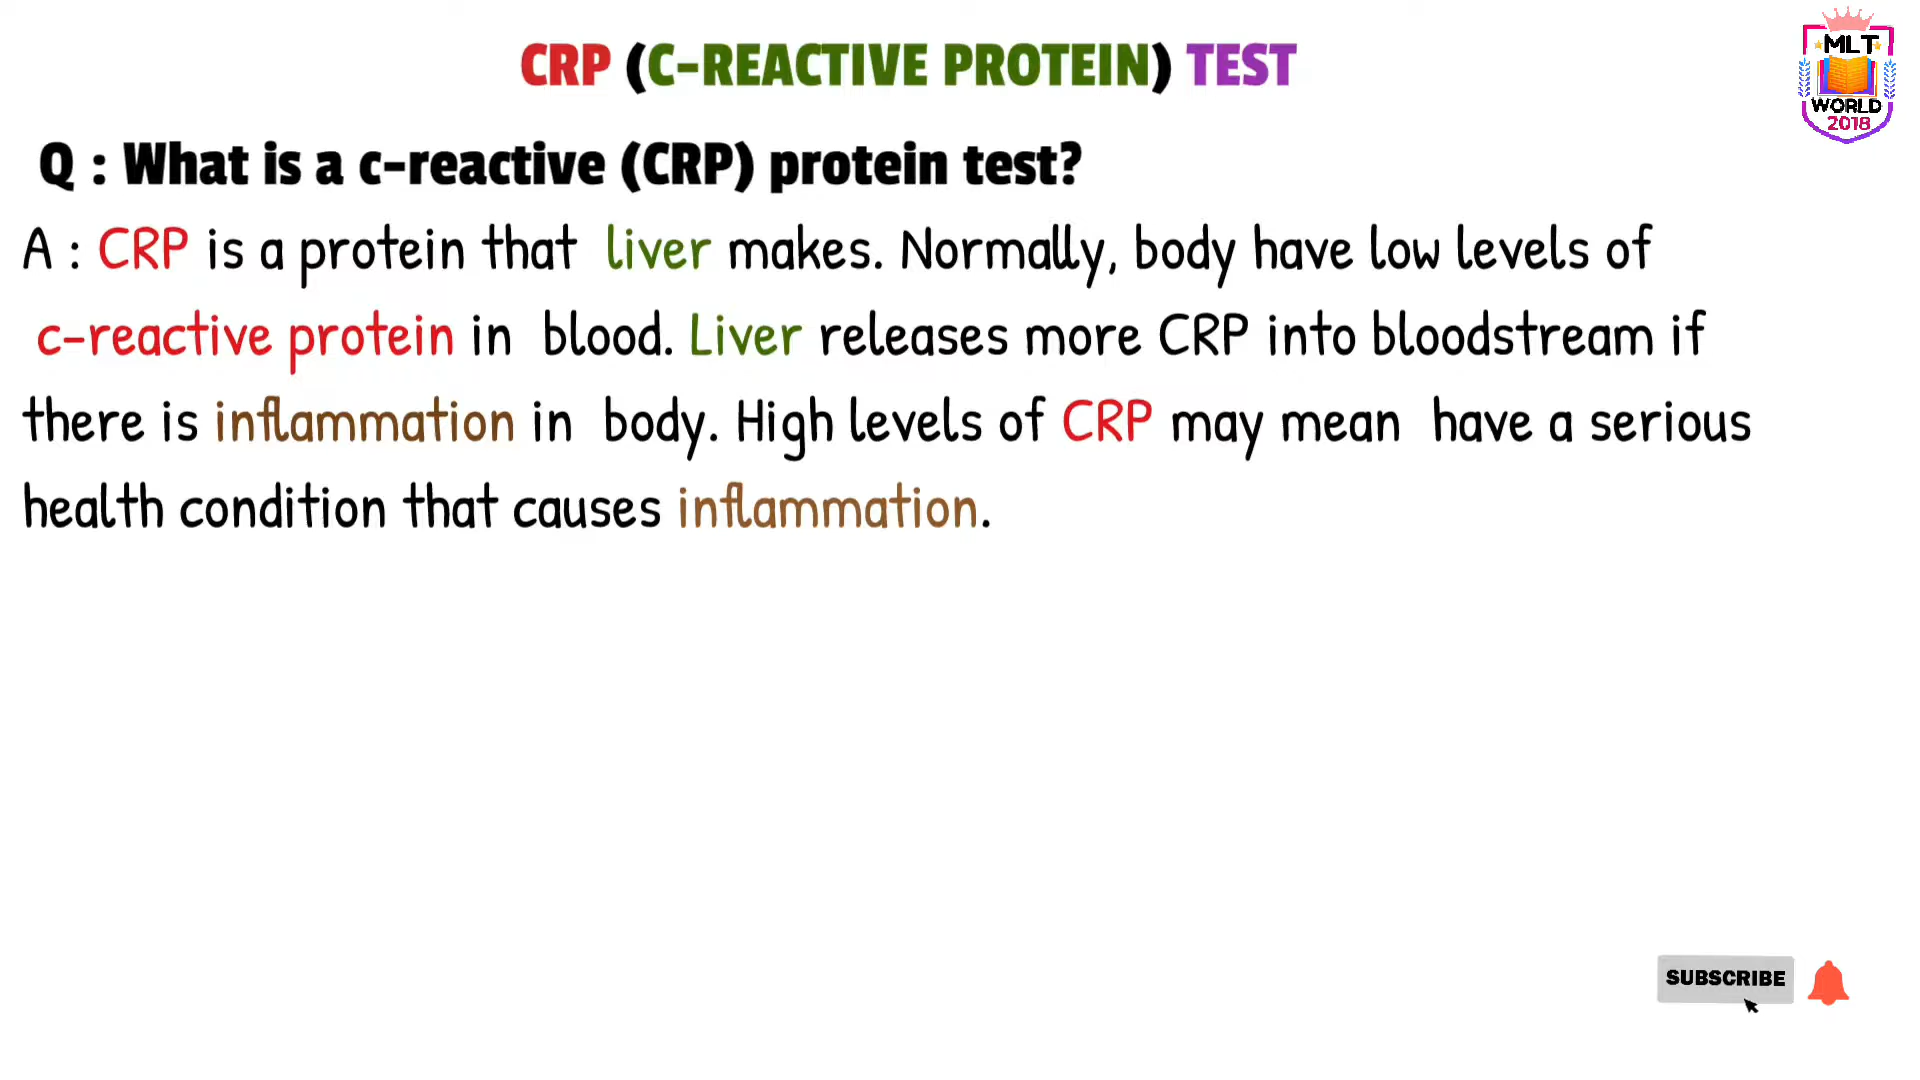 CRP (C-REACTIVE PROTEIN) TEST
MLT
WORLD
2018
Q : What is a c-reactive (CRP) protein test?
A : CRP is a protein that liver makes. Normally, body have low levels of
c-reactive protein in blood. Liver releases more CRP into bloodstream if
there is inflammation in body. High levels of CRP may mean have a serious
health condition that causes inflammation.
SUBSCRIBE